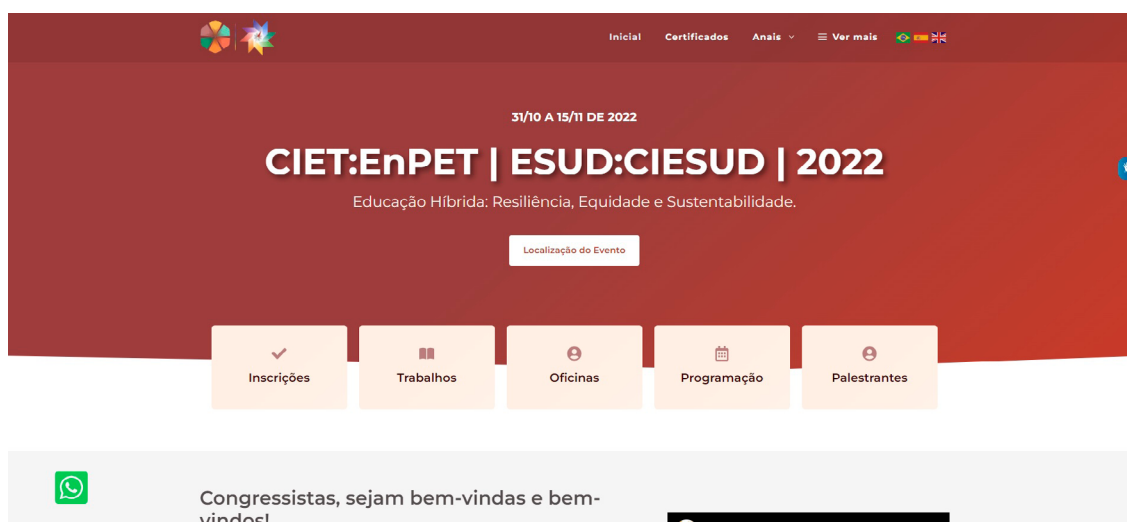 Inicial Certificados Anais Ver mais
31/10 A 15/11 DE 2022
CIET:EnPET | ESUD:CIESUD | 2022
Educação Híbrida: Resiliência, Equidade e Sustentabilidade.
Localização do Evento
Inscrições Trabalhos Oficinas Programação Palestrantes
Congressistas, sejam bem-vindas e bem-
vindos!